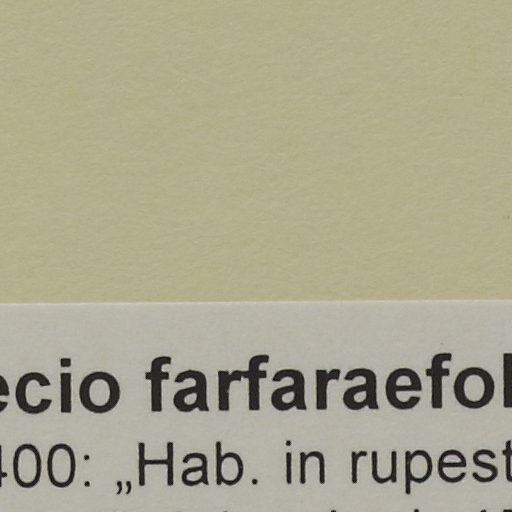 ecio farfaraefol
400: „Hab. in rupest